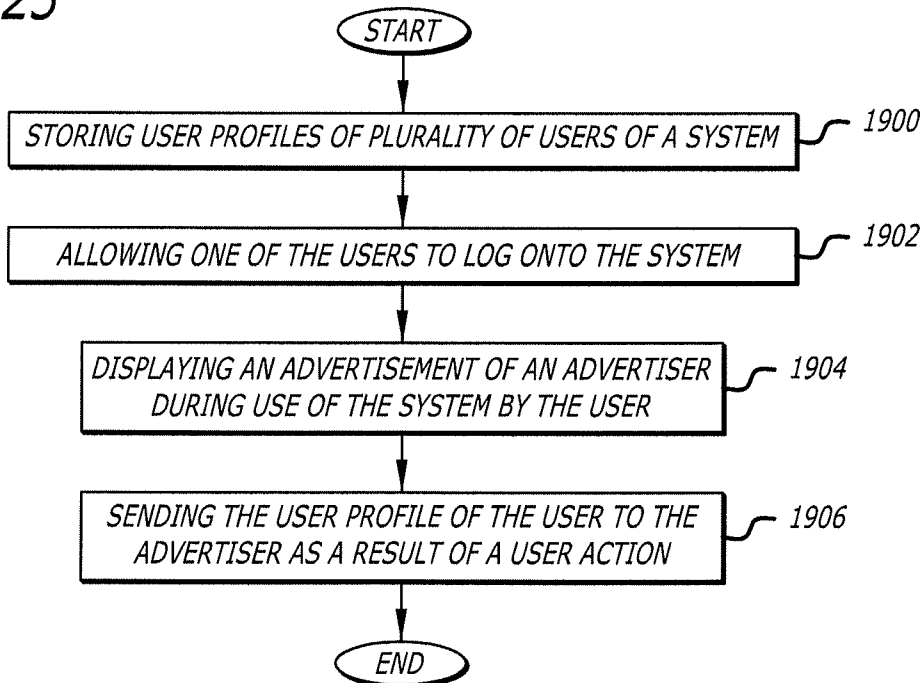 25
START
STORING USER PROFILES OF PLURALITY OF USERS OF A SYSTEM
1900
ALLOWING ONE OF THE USERS TO LOG ONTO THE SYSTEM
1902
DISPLAYING AN ADVERTISEMENT OF AN ADVERTISER
DURING USE OF THE SYSTEM BY THE USER
1904
SENDING THE USER PROFILE OF THE USER TO THE
ADVERTISER AS A RESULT OF A USER ACTION
1906
END